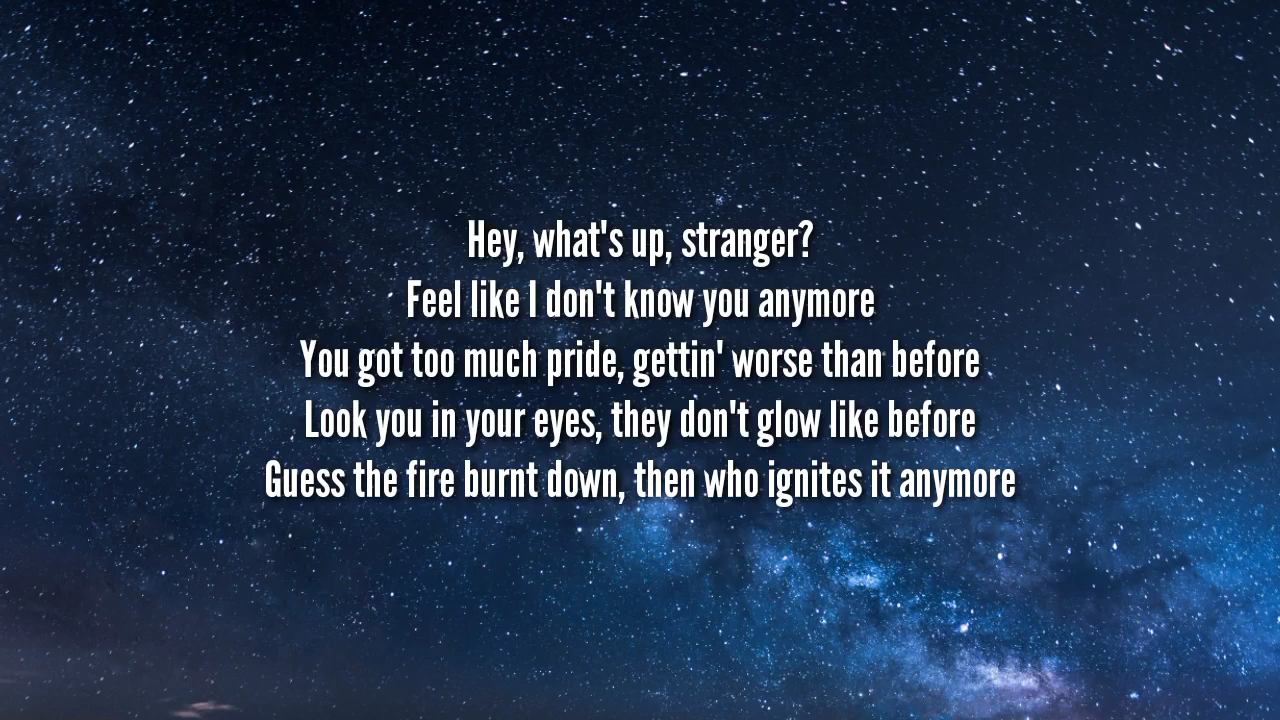 Hey, what's up, stranger?
Feel like I don't know you anymore
You got too much pride, gettin' worse than before
Look you in your eyes, they don't glow like before
Guess the fire burnt down, then who ignites it anymore